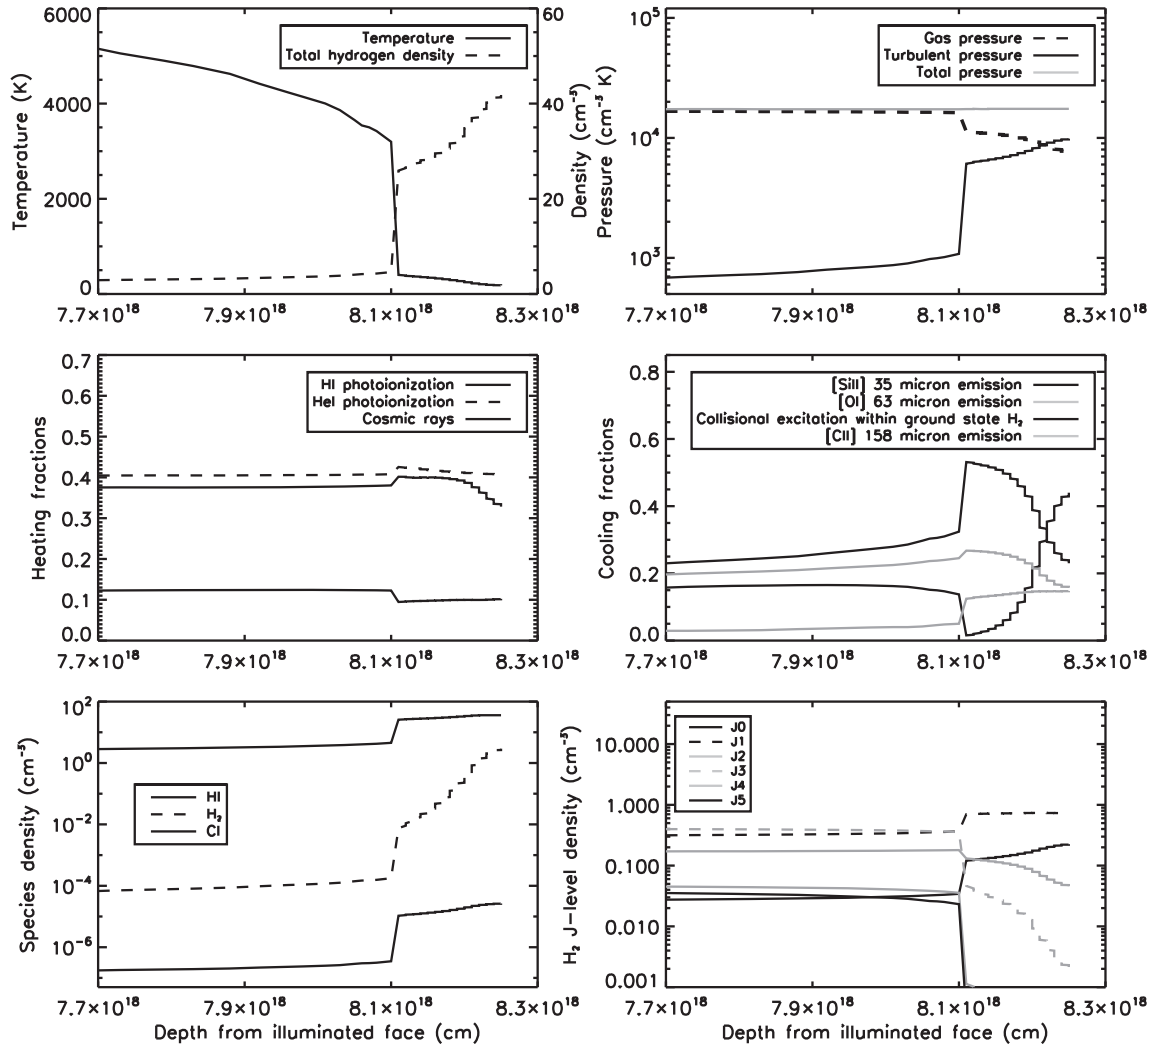 6000
4000
2000
0
60
40
20
0
Temperature (K)
Density (cm⁻³)
Temperature
Total hydrogen density
7.7×10¹⁸
7.9×10¹⁸
8.1×10¹⁸
8.3×10¹⁸
10⁵
10⁴
10³
Pressure (cm⁻³ K)
Gas pressure
Turbulent pressure
Total pressure
7.7×10¹⁸
7.9×10¹⁸
8.1×10¹⁸
8.3×10¹⁸
0.7
0.6
0.5
0.4
0.3
0.2
0.1
0.0
Heating fractions
HI photoionization
HeI photoionization
Cosmic rays
7.7×10¹⁸
7.9×10¹⁸
8.1×10¹⁸
8.3×10¹⁸
0.8
0.6
0.4
0.2
0.0
Cooling fractions
[SiII] 35 micron emission
[OI] 63 micron emission
Collisional excitation within ground state H₂
[CII] 158 micron emission
7.7×10¹⁸
7.9×10¹⁸
8.1×10¹⁸
8.3×10¹⁸
10²
10⁰
10⁻²
10⁻⁴
10⁻⁶
Species density (cm⁻³)
HI
H₂
CI
7.7×10¹⁸
7.9×10¹⁸
8.1×10¹⁸
8.3×10¹⁸
Depth from illuminated face (cm)
10.000
1.000
0.100
0.010
0.001
H₂ J-level density (cm⁻³)
J0
J1
J2
J3
J4
J5
7.7×10¹⁸
7.9×10¹⁸
8.1×10¹⁸
8.3×10¹⁸
Depth from illuminated face (cm)